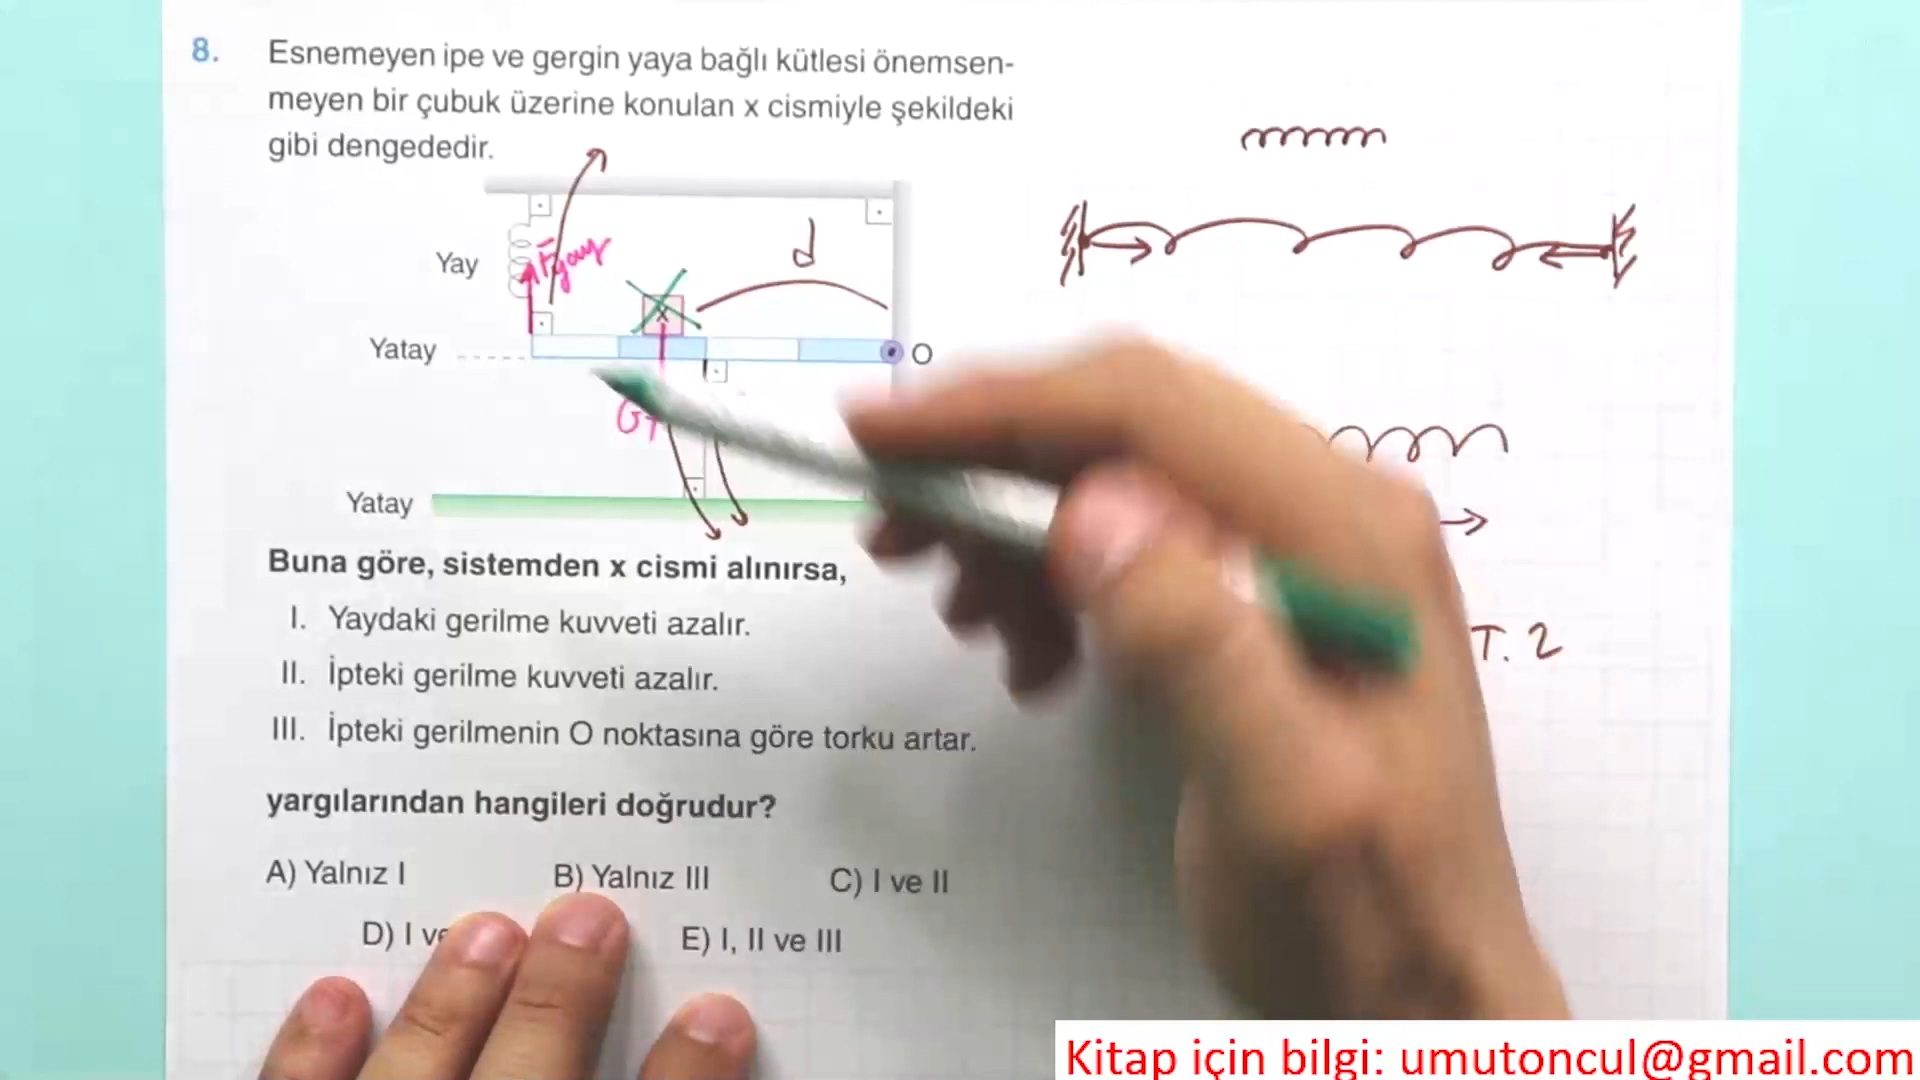 8. Esnemeyen ipe ve gergin yaya bağlı kütlesi önemsen-
meyen bir çubuk üzerine konulan x cismiyle şekildeki
gibi dengededir.
Yay
Fyay
d
x
Yatay
O
G
Yatay
Buna göre, sistemden x cismi alınırsa,
I. Yaydaki gerilme kuvveti azalır.
II. İpteki gerilme kuvveti azalır.
III. İpteki gerilmenin O noktasına göre torku artar.
T. 2
yargılarından hangileri doğrudur?
A) Yalnız I
B) Yalnız III
C) I ve II
D) I ve
E) I, II ve III
Kitap için bilgi: umutoncul@gmail.com